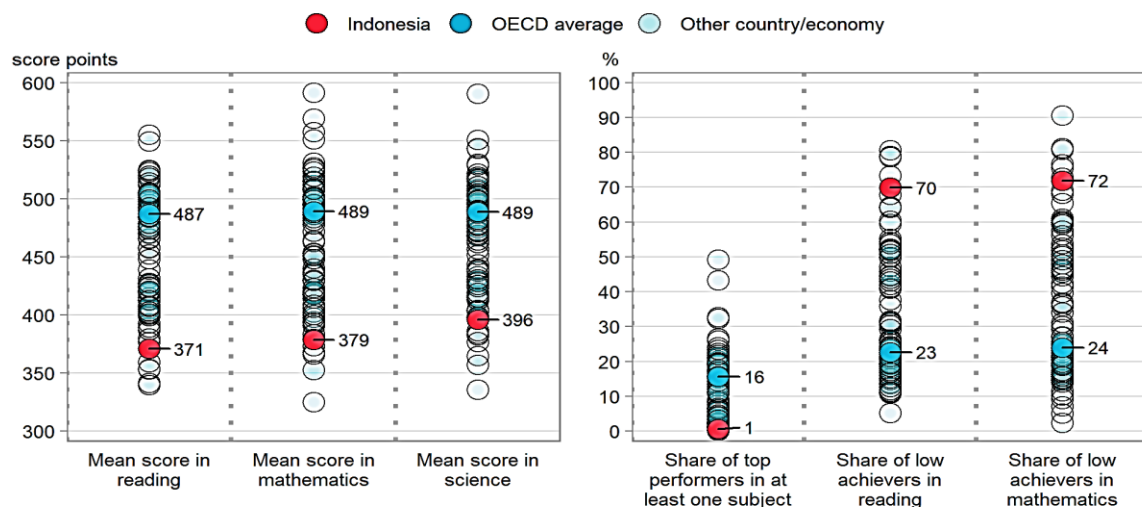 Indonesia OECD average Other country/economy
score points
600
550
500
450
400
350
300
487
371
489
379
489
396
Mean score in
reading
Mean score in
mathematics
Mean score in
science
%
100
90
80
70
60
50
40
30
20
10
0
16
1
70
23
72
24
Share of top
performers in at
least one subject
Share of low
achievers in
reading
Share of low
achievers in
mathematics